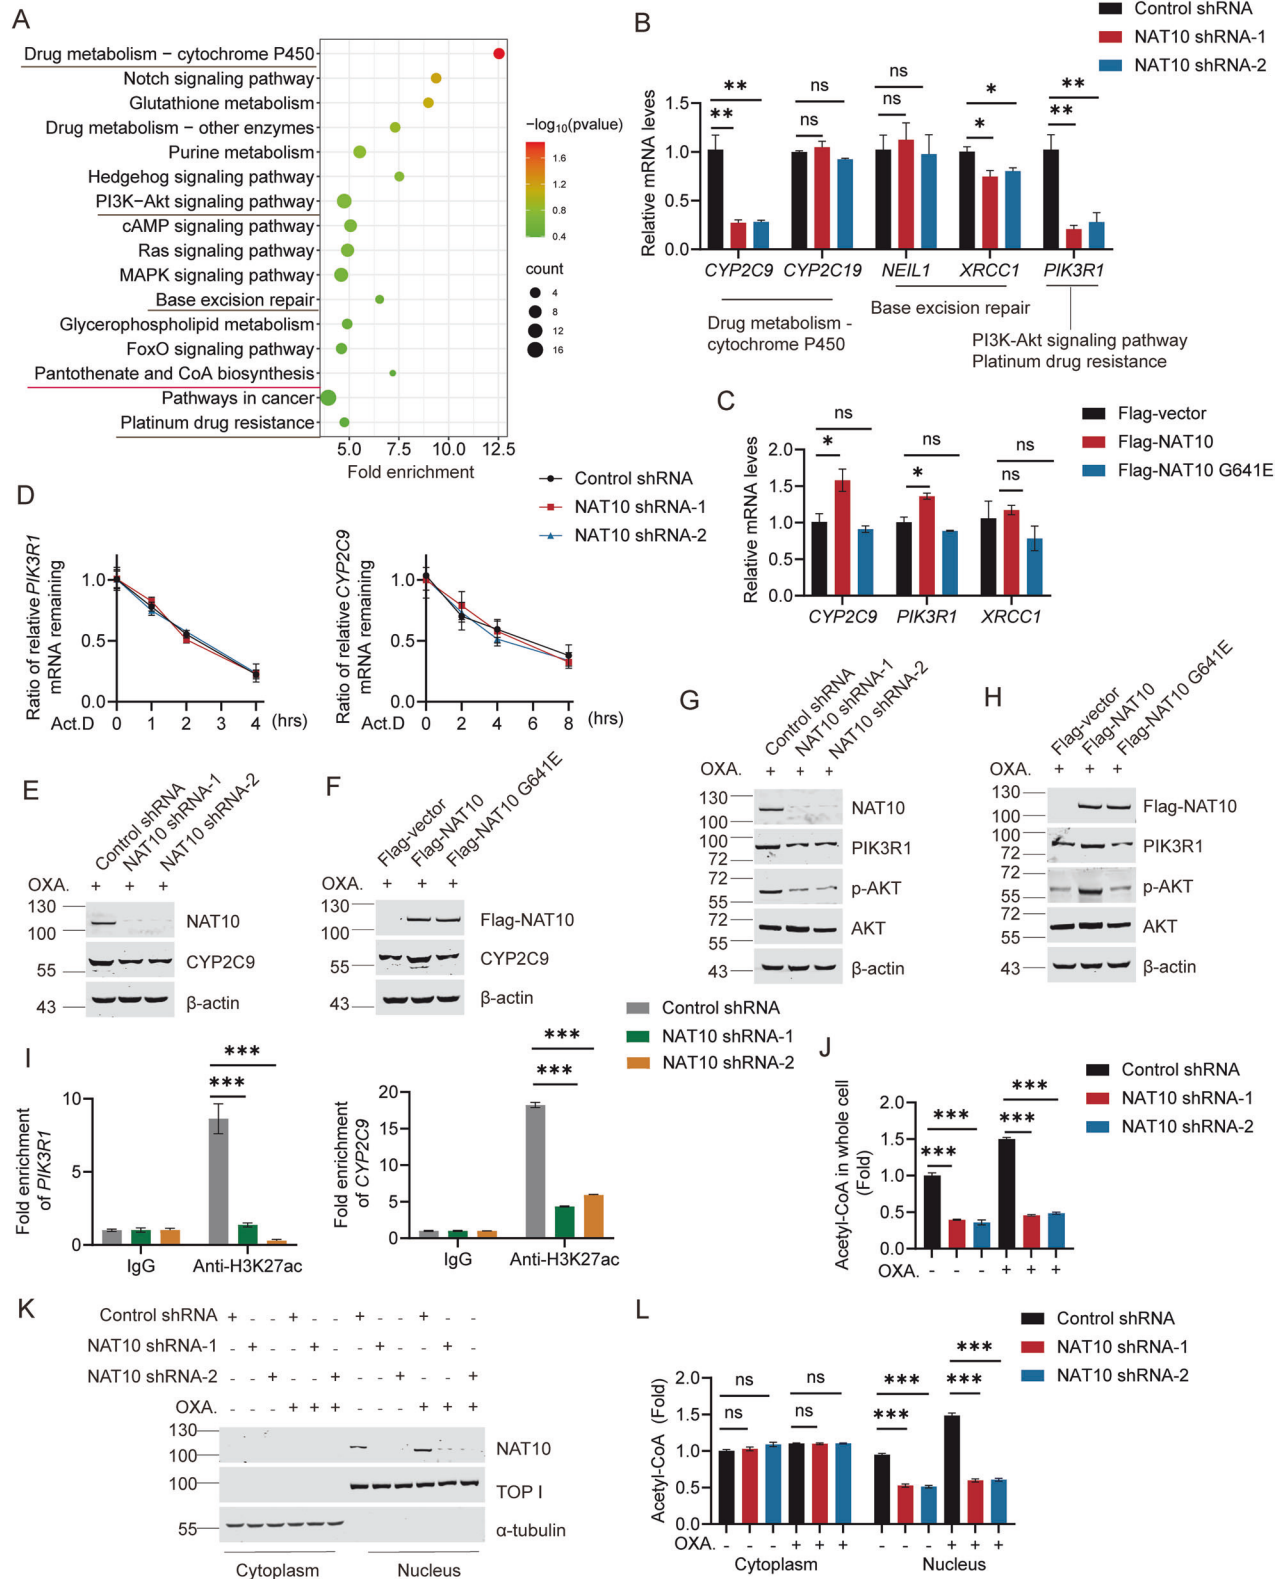 A
Drug metabolism − cytochrome P450
Notch signaling pathway
Glutathione metabolism
Drug metabolism − other enzymes
Purine metabolism
Hedgehog signaling pathway
PI3K−Akt signaling pathway
cAMP signaling pathway
Ras signaling pathway
MAPK signaling pathway
Base excision repair
Glycerophospholipid metabolism
FoxO signaling pathway
Pantothenate and CoA biosynthesis
Pathways in cancer
Platinum drug resistance
5.0 7.5 10.0 12.5
Fold enrichment
−log10(pvalue)
1.6
1.2
0.8
0.4
count
4
8
12
16
B
Control shRNA
NAT10 shRNA-1
NAT10 shRNA-2
Relative mRNA levels
1.5
1.0
0.5
0.0
** ns ns * **
** ns ns * **
CYP2C9 CYP2C19 NEIL1 XRCC1 PIK3R1
Drug metabolism -
cytochrome P450
Base excision repair
PI3K-Akt signaling pathway
Platinum drug resistance
C
Flag-vector
Flag-NAT10
Flag-NAT10 G641E
Relative mRNA levels
2.0
1.5
1.0
0.5
0.0
ns ns ns
* * ns
CYP2C9 PIK3R1 XRCC1
D
Control shRNA
NAT10 shRNA-1
NAT10 shRNA-2
Ratio of relative PIK3R1
mRNA remaining
1.0
0.5
0.0
Act.D 0 1 2 3 4 (hrs)
Ratio of relative CYP2C9
mRNA remaining
1.0
0.5
0.0
Act.D 0 2 4 6 8 (hrs)
E
Control shRNA
NAT10 shRNA-1
NAT10 shRNA-2
OXA. + + +
130
100
NAT10
55
CYP2C9
43
β-actin
F
Flag-vector
Flag-NAT10
Flag-NAT10 G641E
OXA. + + +
130
100
Flag-NAT10
55
CYP2C9
43
β-actin
G
Control shRNA
NAT10 shRNA-1
NAT10 shRNA-2
OXA. + + +
130
100
NAT10
100
72
PIK3R1
72
55
p-AKT
72
55
AKT
43
β-actin
H
Flag-vector
Flag-NAT10
Flag-NAT10 G641E
OXA. + + +
130
100
Flag-NAT10
100
72
PIK3R1
72
55
p-AKT
72
55
AKT
43
β-actin
I
Control shRNA
NAT10 shRNA-1
NAT10 shRNA-2
Fold enrichment
of PIK3R1
10
5
0
***
***
IgG Anti-H3K27ac
Fold enrichment
of CYP2C9
20
15
10
5
0
***
***
IgG Anti-H3K27ac
J
Control shRNA
NAT10 shRNA-1
NAT10 shRNA-2
Acetyl-CoA in whole cell
(Fold)
2.0
1.5
1.0
0.5
0.0
*** ***
*** ***
OXA. - - - + + +
K
Control shRNA + - - + - - + - - + - -
NAT10 shRNA-1 - + - - + - - + - - + -
NAT10 shRNA-2 - - + - - + - - + - - +
OXA. - - - + + + - - - + + +
130
100
NAT10
100
TOP I
55
α-tubulin
Cytoplasm Nucleus
L
Control shRNA
NAT10 shRNA-1
NAT10 shRNA-2
Acetyl-CoA (Fold)
2.0
1.5
1.0
0.5
0.0
ns ns *** ***
ns ns *** ***
OXA. - - - + + + - - - + + +
Cytoplasm Nucleus